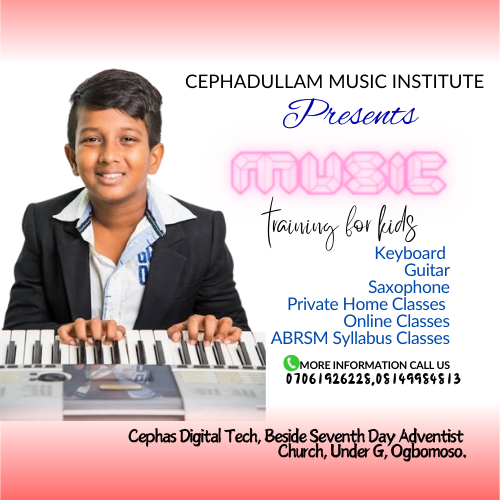 CEPHADULLAM MUSIC INSTITUTE
Presents
MUSIC
training for kids
Keyboard
Guitar
Saxophone
Private Home Classes
Online Classes
ABRSM Syllabus Classes
MORE INFORMATION CALL US
07061926225,08149954813
Cephas Digital Tech, Beside Seventh Day Adventist
Church, Under G, Ogbomoso.